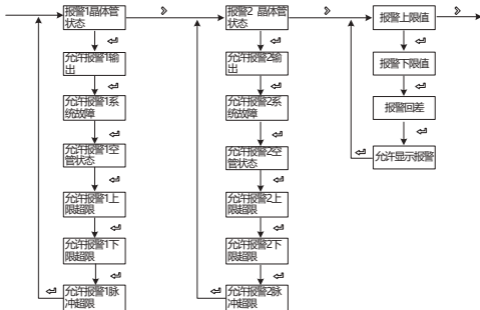 报警1晶体管
状态
允许报警1输
出
允许报警1系
统故障
允许报警1空
管状态
允许报警1上
限超限
允许报警1下
限超限
允许报警1脉
冲超限
报警2 晶体管
状态
允许报警2输
出
允许报警2系
统故障
允许报警2空
管状态
允许报警2上
限超限
允许报警2下
限超限
允许报警2脉
冲超限
报警上限值
报警下限值
报警回差
允许显示报警